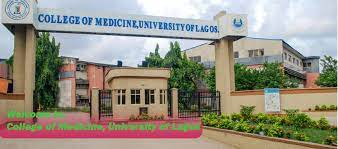 COLLEGE OF MEDICINE,UNIVERSITY OF LAGOS.
Welcome to:
College of Medicine, University of Lagos